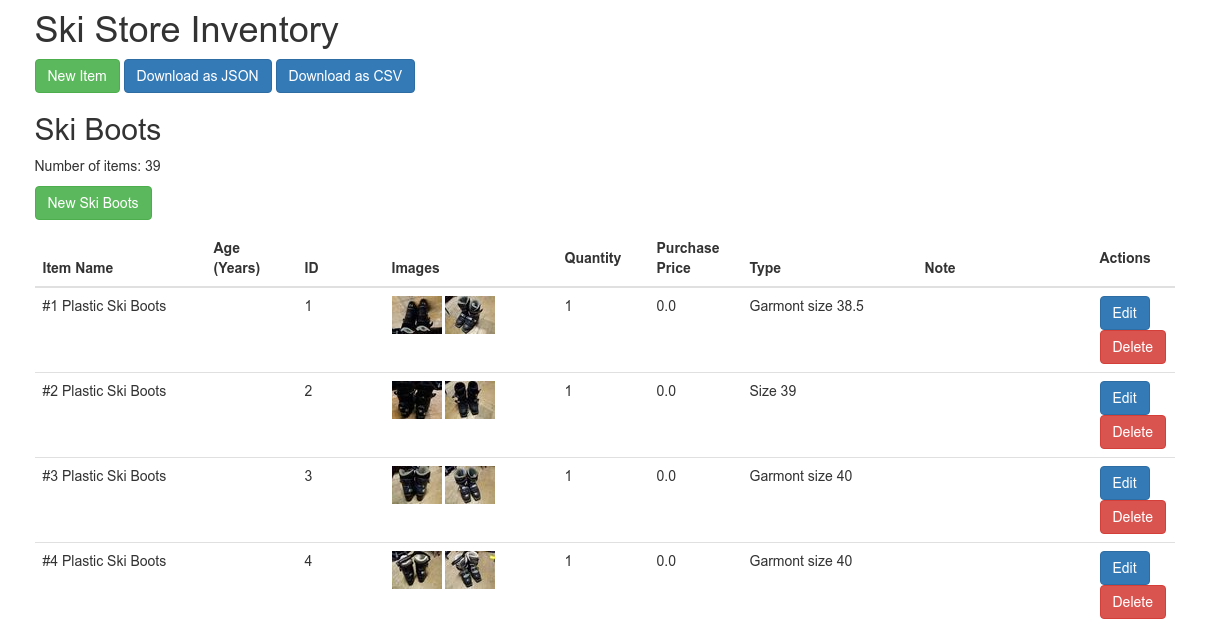 Ski Store Inventory
New Item Download as JSON Download as CSV
Ski Boots
Number of items: 39
New Ski Boots
Item Name Age (Years) ID Images Quantity Purchase Price Type Note Actions
#1 Plastic Ski Boots 1 1 0.0 Garmont size 38.5 Edit
Delete
#2 Plastic Ski Boots 2 1 0.0 Size 39 Edit
Delete
#3 Plastic Ski Boots 3 1 0.0 Garmont size 40 Edit
Delete
#4 Plastic Ski Boots 4 1 0.0 Garmont size 40 Edit
Delete